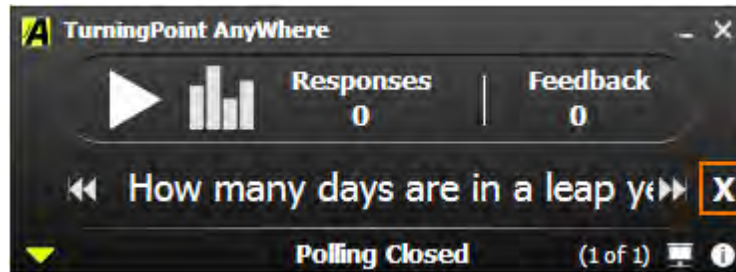 TurningPoint AnyWhere
Responses Feedback
0 0
How many days are in a leap ye X
Polling Closed (1 of 1)